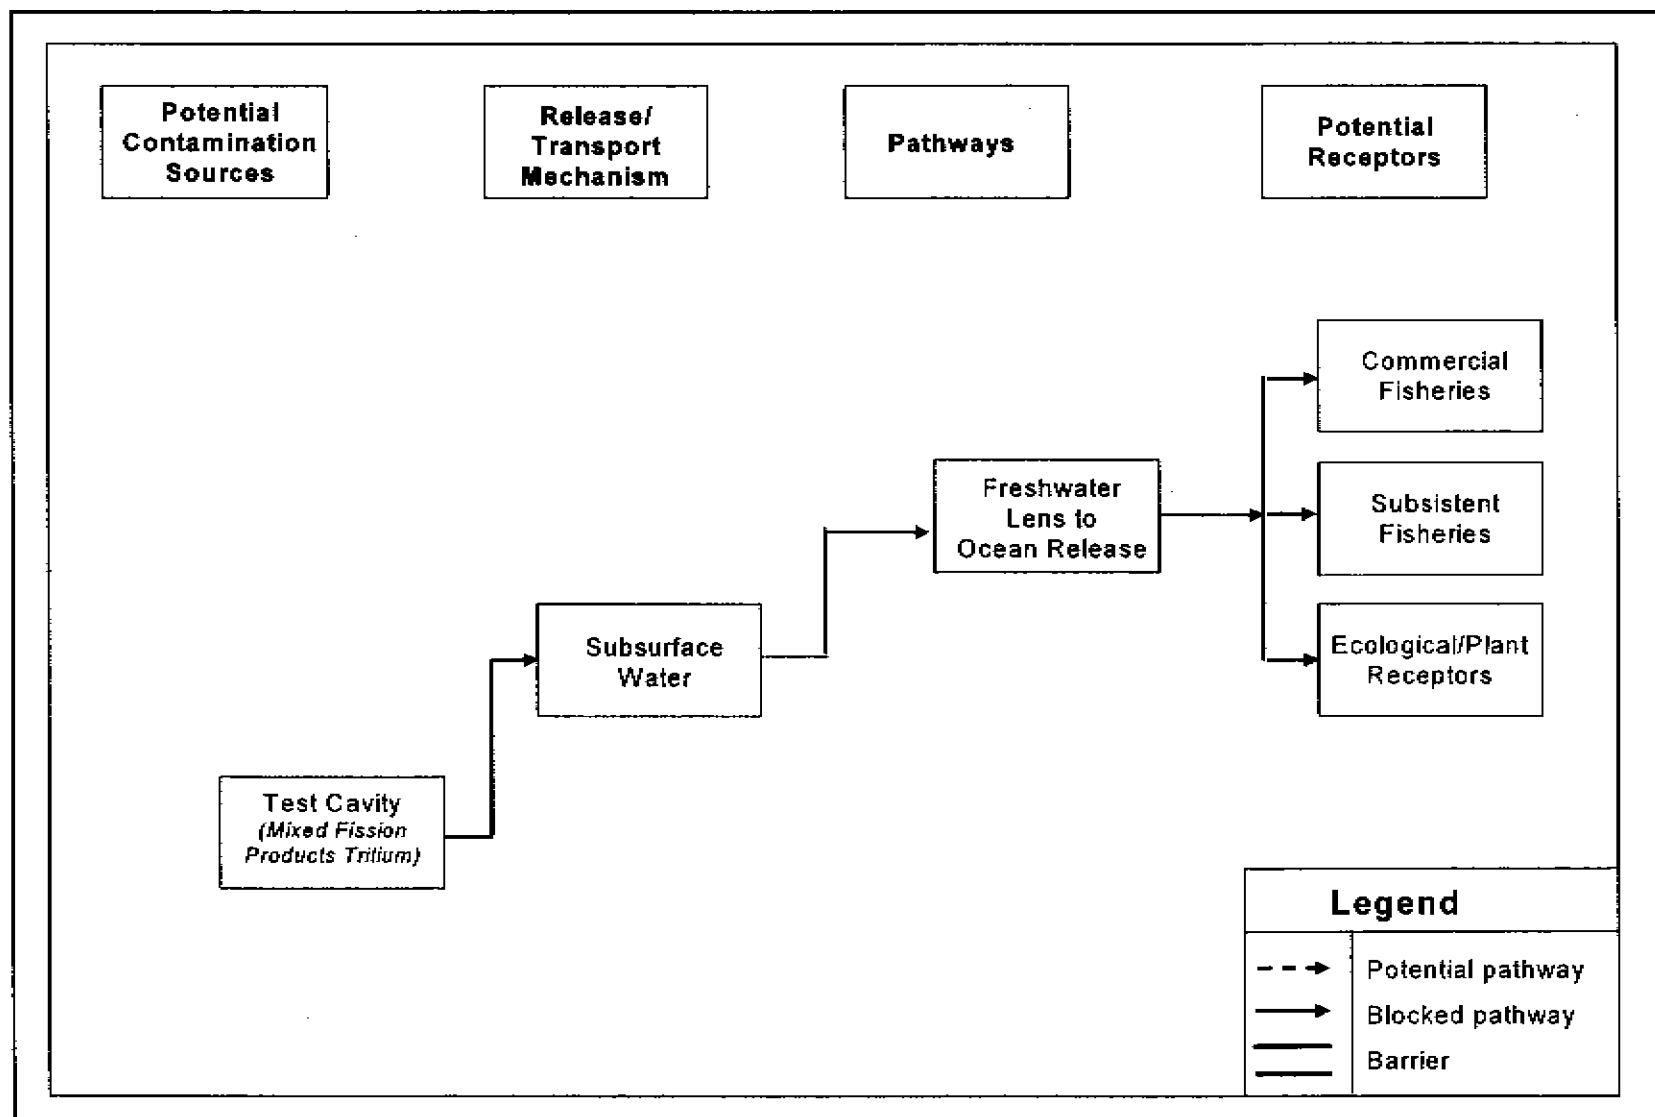 Potential
Contamination
Sources
Release/
Transport
Mechanism
Pathways
Potential
Receptors
Commercial
Fisheries
Freshwater
Lens to
Ocean Release
Subsistent
Fisheries
Subsurface
Water
Ecological/Plant
Receptors
Test Cavity
(Mixed Fission
Products Tritium)
Legend
Potential pathway
Blocked pathway
Barrier